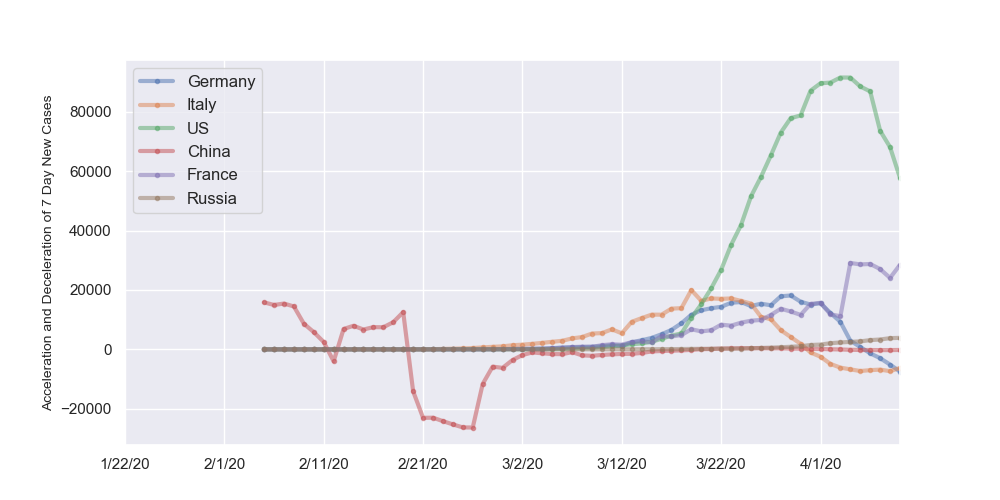 Acceleration and Deceleration of 7 Day New Cases
80000
60000
40000
20000
0
−20000
Germany
Italy
US
China
France
Russia
1/22/20 2/1/20 2/11/20 2/21/20 3/2/20 3/12/20 3/22/20 4/1/20